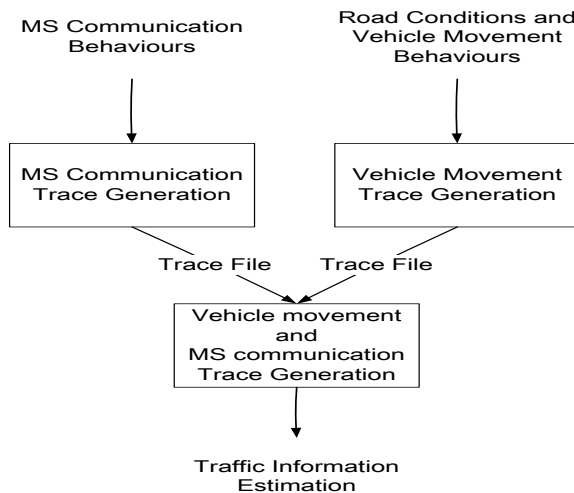 MS Communication
Behaviours
Road Conditions and
Vehicle Movement
Behaviours
MS Communication
Trace Generation
Vehicle Movement
Trace Generation
Trace File
Trace File
Vehicle movement
and
MS communication
Trace Generation
Traffic Information
Estimation